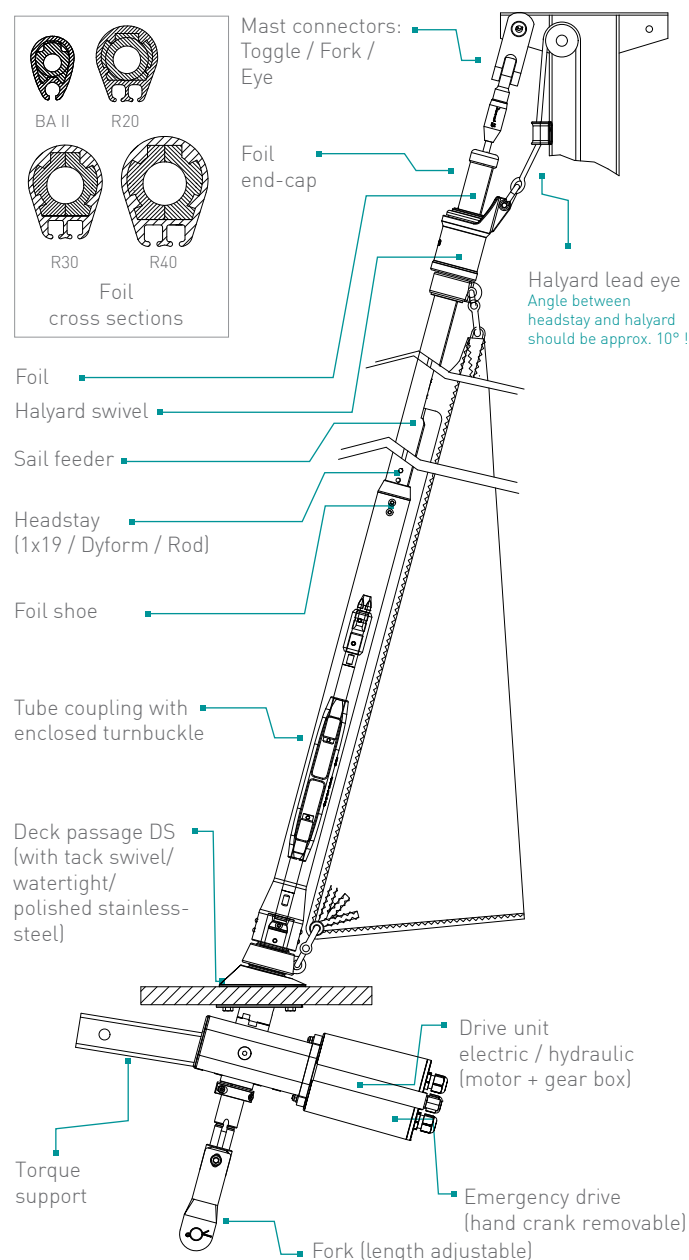 Mast connectors:
Toggle / Fork /
Eye
BA II
R20
R30
R40
Foil
cross sections
Foil
end-cap
Halyard lead eye
Angle between
headstay and halyard
should be approx. 10° !
Foil
Halyard swivel
Sail feeder
Headstay
(1x19 / Dyform / Rod)
Foil shoe
Tube coupling with
enclosed turnbuckle
Deck passage DS
(with tack swivel/
watertight/
polished stainless-
steel)
Drive unit
electric / hydraulic
(motor + gear box)
Torque
support
Emergency drive
(hand crank removable)
Fork (length adjustable)